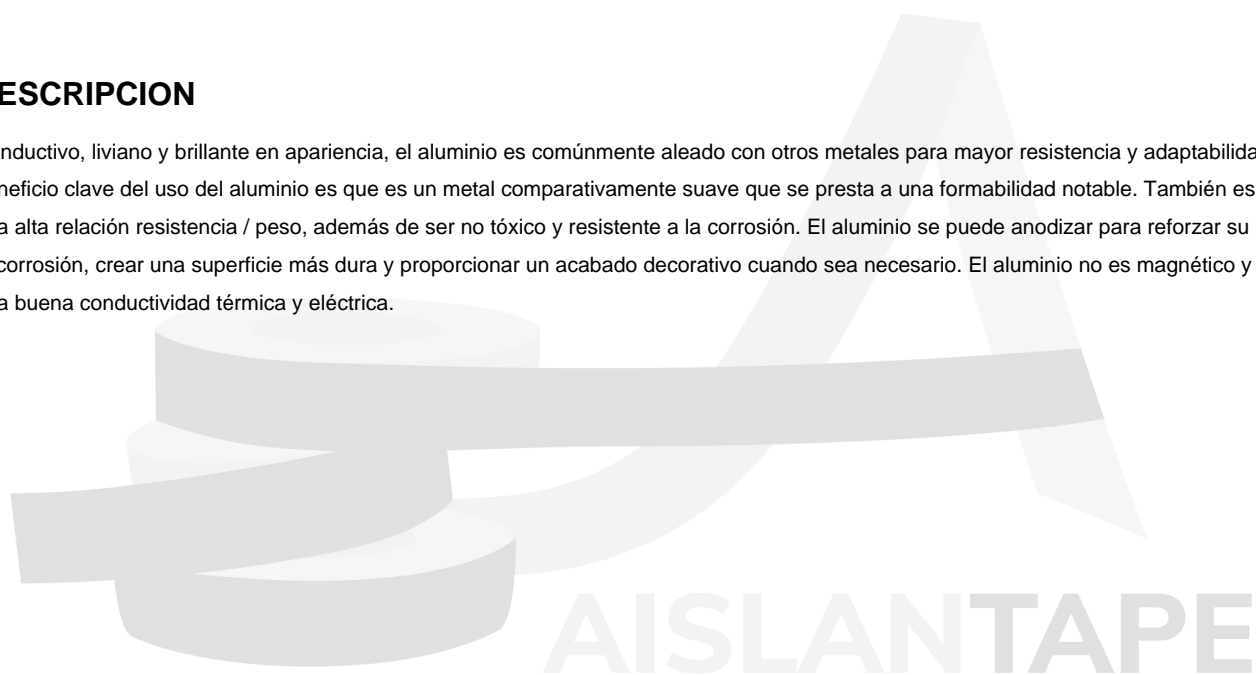 ESCRIPCION
nductivo, liviano y brillante en apariencia, el aluminio es comúnmente aleado con otros metales para mayor resistencia y adaptabilida
neficio clave del uso del aluminio es que es un metal comparativamente suave que se presta a una formabilidad notable. También es
a alta relación resistencia / peso, además de ser no tóxico y resistente a la corrosión. El aluminio se puede anodizar para reforzar su
corrosión, crear una superficie más dura y proporcionar un acabado decorativo cuando sea necesario. El aluminio no es magnético y
a buena conductividad térmica y eléctrica.
AISLANTAPE